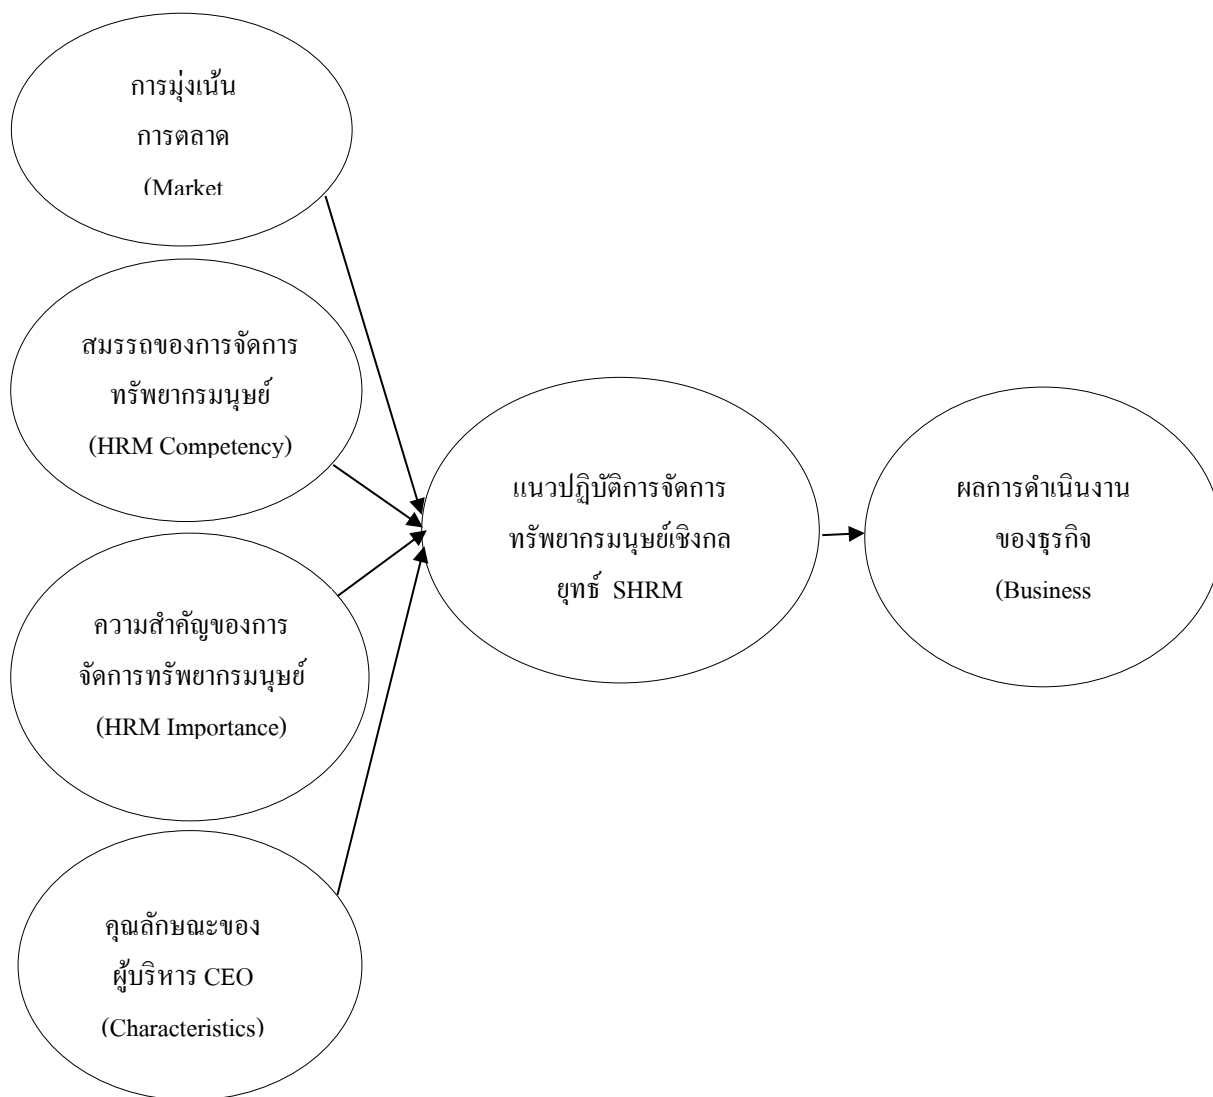 การมุ่งเน้น
การตลาด
(Market
สมรรถของการจัดการ
ทรัพยากรมนุษย์
(HRM Competency)
ความสำคัญของการ
จัดการทรัพยากรมนุษย์
(HRM Importance)
คุณลักษณะของ
ผู้บริหาร CEO
(Characteristics)
แนวปฏิบัติการจัดการ
ทรัพยากรมนุษย์เชิงกล
ยุทธ์ SHRM
ผลการดำเนินงาน
ของธุรกิจ
(Business